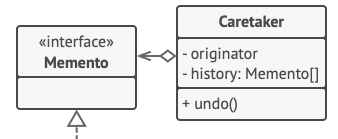 «interface»
Memento
Caretaker
- originator
- history: Memento[]
+ undo()